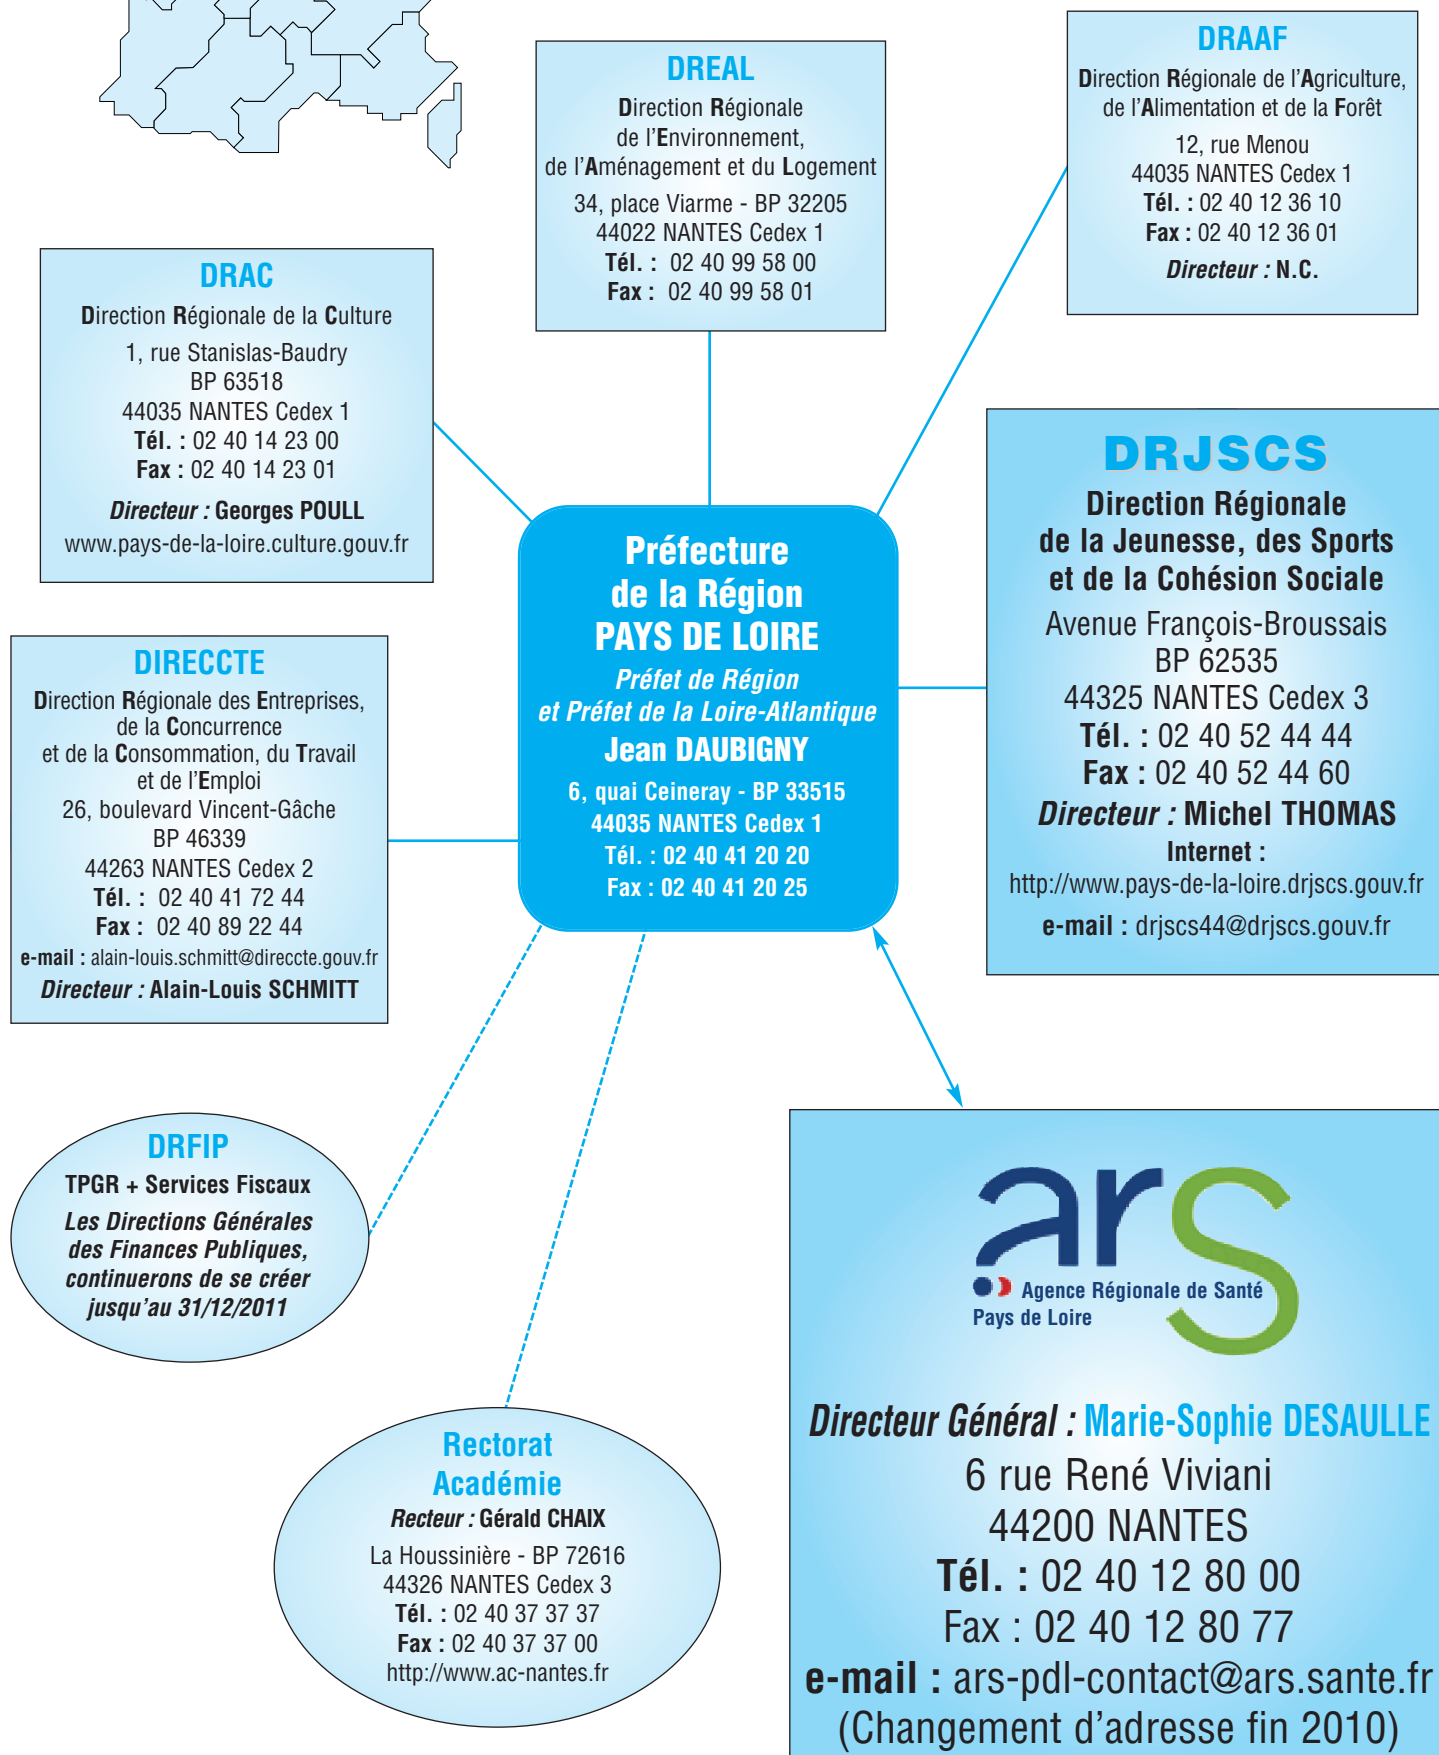 DREAL
Direction Régionale
de l'Environnement,
de l'Aménagement et du Logement
34, place Viarme - BP 32205
44022 NANTES Cedex 1
Tél. : 02 40 99 58 00
Fax : 02 40 99 58 01
DRAAF
Direction Régionale de l'Agriculture,
de l'Alimentation et de la Forêt
12, rue Menou
44035 NANTES Cedex 1
Tél. : 02 40 12 36 10
Fax : 02 40 12 36 01
Directeur : N.C.
DRAC
Direction Régionale de la Culture
1, rue Stanislas-Baudry
BP 63518
44035 NANTES Cedex 1
Tél. : 02 40 14 23 00
Fax : 02 40 14 23 01
Directeur : Georges POULL
www.pays-de-la-loire.culture.gouv.fr
DRJSCS
Direction Régionale
de la Jeunesse, des Sports
et de la Cohésion Sociale
Avenue François-Broussais
BP 62535
44325 NANTES Cedex 3
Tél. : 02 40 52 44 44
Fax : 02 40 52 44 60
Directeur : Michel THOMAS
Internet :
http://www.pays-de-la-loire.drjscs.gouv.fr
e-mail : drjscs44@drjscs.gouv.fr
Préfecture
de la Région
PAYS DE LOIRE
Préfet de Région
et Préfet de la Loire-Atlantique
Jean DAUBIGNY
6, quai Ceineray - BP 33515
44035 NANTES Cedex 1
Tél. : 02 40 41 20 20
Fax : 02 40 41 20 25
DIRECCTE
Direction Régionale des Entreprises,
de la Concurrence
et de la Consommation, du Travail
et de l'Emploi
26, boulevard Vincent-Gâche
BP 46339
44263 NANTES Cedex 2
Tél. : 02 40 41 72 44
Fax : 02 40 89 22 44
e-mail : alain-louis.schmitt@direccte.gouv.fr
Directeur : Alain-Louis SCHMITT
DRFIP
TPGR + Services Fiscaux
Les Directions Générales
des Finances Publiques,
continuerons de se créer
jusqu'au 31/12/2011
Rectorat
Académie
Recteur : Gérald CHAIX
La Houssinière - BP 72616
44326 NANTES Cedex 3
Tél. : 02 40 37 37 37
Fax : 02 40 37 37 00
http://www.ac-nantes.fr
ars
Agence Régionale de Santé
Pays de Loire
Directeur Général : Marie-Sophie DESAULLE
6 rue René Viviani
44200 NANTES
Tél. : 02 40 12 80 00
Fax : 02 40 12 80 77
e-mail : ars-pdl-contact@ars.sante.fr
(Changement d'adresse fin 2010)